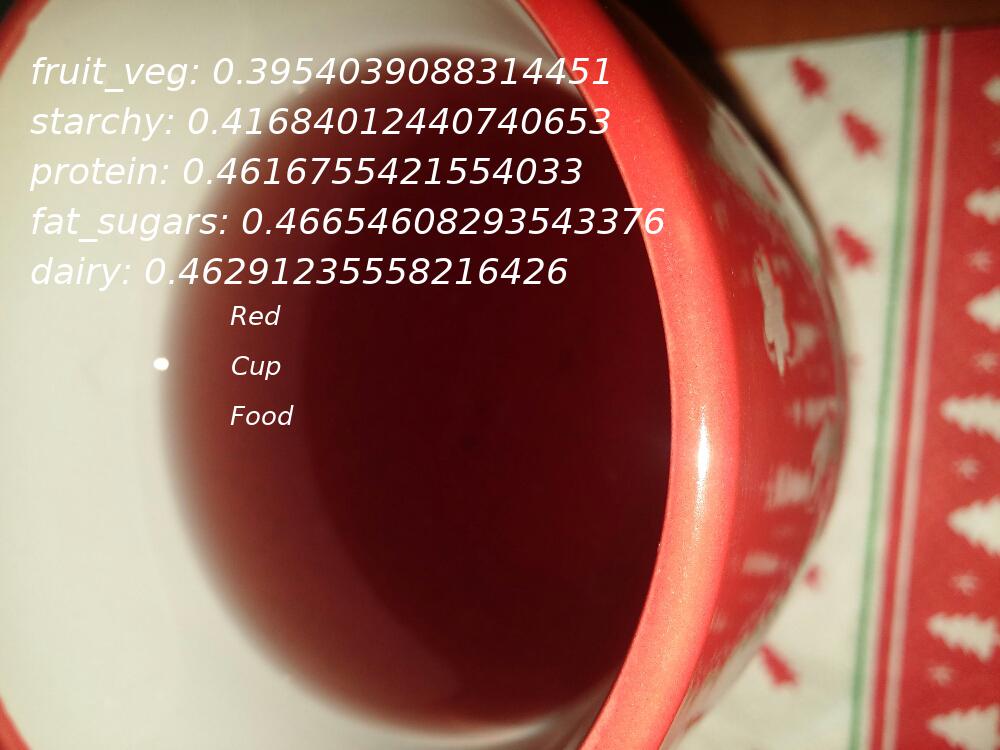 fruit_veg: 0.3954039088314451
starchy: 0.41684012440740653
protein: 0.4616755421554033
fat_sugars: 0.46654608293543376
dairy: 0.46291235558216426
Red
Cup
Food